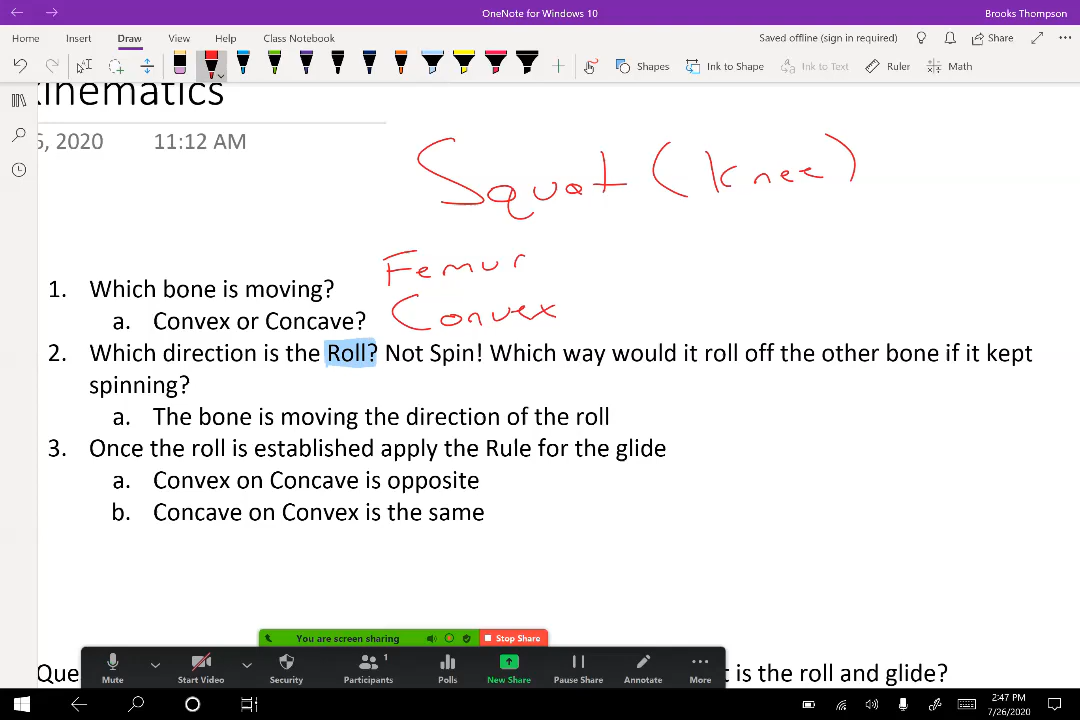 OneNote for Windows 10
Brooks Thompson
Home Insert Draw View Help Class Notebook
Saved offline (sign in required) Share
Shapes Ink to Shape Ink to Text Ruler Math
kinematics
6, 2020 11:12 AM
Squat (Knee)
Femur
1. Which bone is moving?
a. Convex or Concave? Convex
2. Which direction is the Roll? Not Spin! Which way would it roll off the other bone if it kept
spinning?
a. The bone is moving the direction of the roll
3. Once the roll is established apply the Rule for the glide
a. Convex on Concave is opposite
b. Concave on Convex is the same
You are screen sharing Stop Share
1
Que t is the roll and glide?
Mute Start Video Security Participants Polls New Share Pause Share Annotate More
2:47 PM
7/26/2020